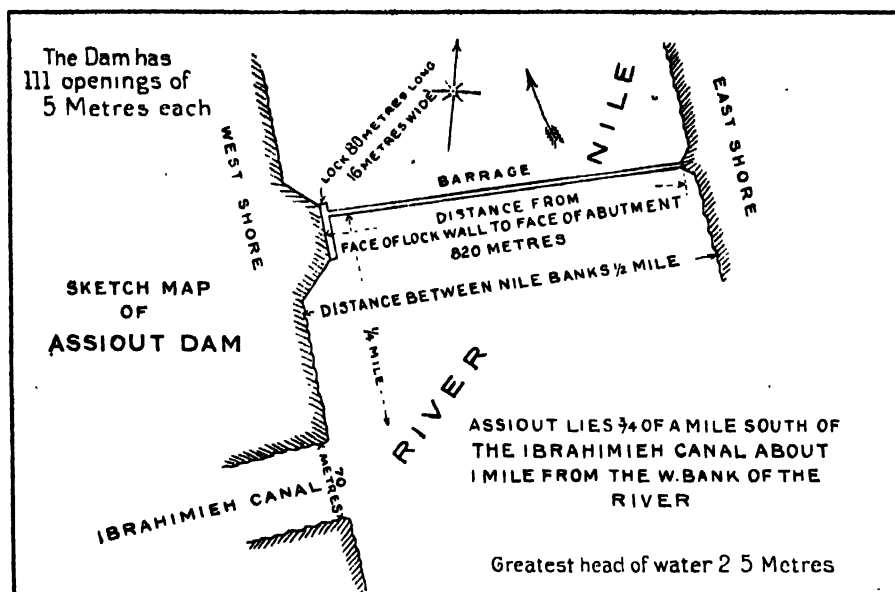 The Dam has
111 openings of
5 Metres each
LOCK 80 METRES LONG
16 METRES WIDE
NILE
WEST SHORE
EAST SHORE
BARRAGE
DISTANCE FROM
FACE OF LOCK WALL TO FACE OF ABUTMENT
820 METRES
DISTANCE BETWEEN NILE BANKS ½ MILE
SKETCH MAP
OF
ASSIOUT DAM
¼ MILE
RIVER
ASSIOUT LIES ¾ OF A MILE SOUTH OF
THE IBRAHIMIEH CANAL ABOUT
1 MILE FROM THE W. BANK OF THE
RIVER
70
METRES
IBRAHIMIEH CANAL
Greatest head of water 2 5 Metres